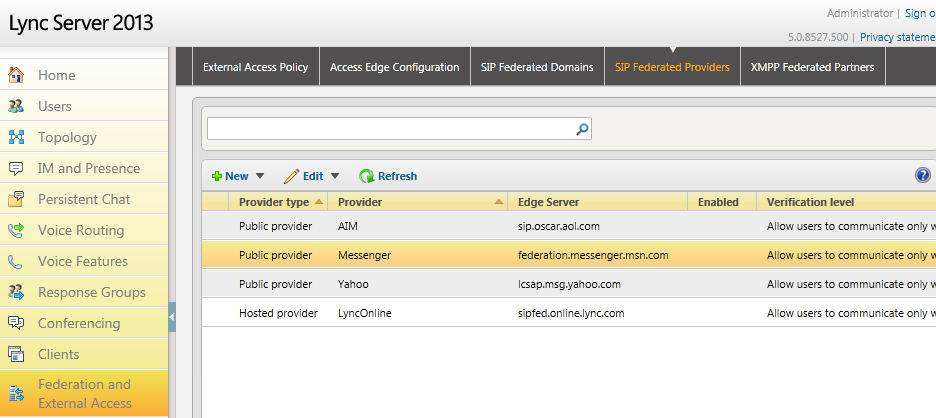 Lync Server 2013
Administrator | Sign o
5.0.8527.500 | Privacy stateme
Home
Users
Topology
IM and Presence
Persistent Chat
Voice Routing
Voice Features
Response Groups
Conferencing
Clients
Federation and
External Access
External Access Policy Access Edge Configuration SIP Federated Domains SIP Federated Providers XMPP Federated Partners
New Edit Refresh ?
Provider type Provider Edge Server Enabled Verification level
Public provider AIM sip.oscar.aol.com Allow users to communicate only w
Public provider Messenger federation.messenger.msn.com Allow users to communicate only w
Public provider Yahoo lcsap.msg.yahoo.com Allow users to communicate only w
Hosted provider LyncOnline sipfed.online.lync.com Allow users to communicate only w